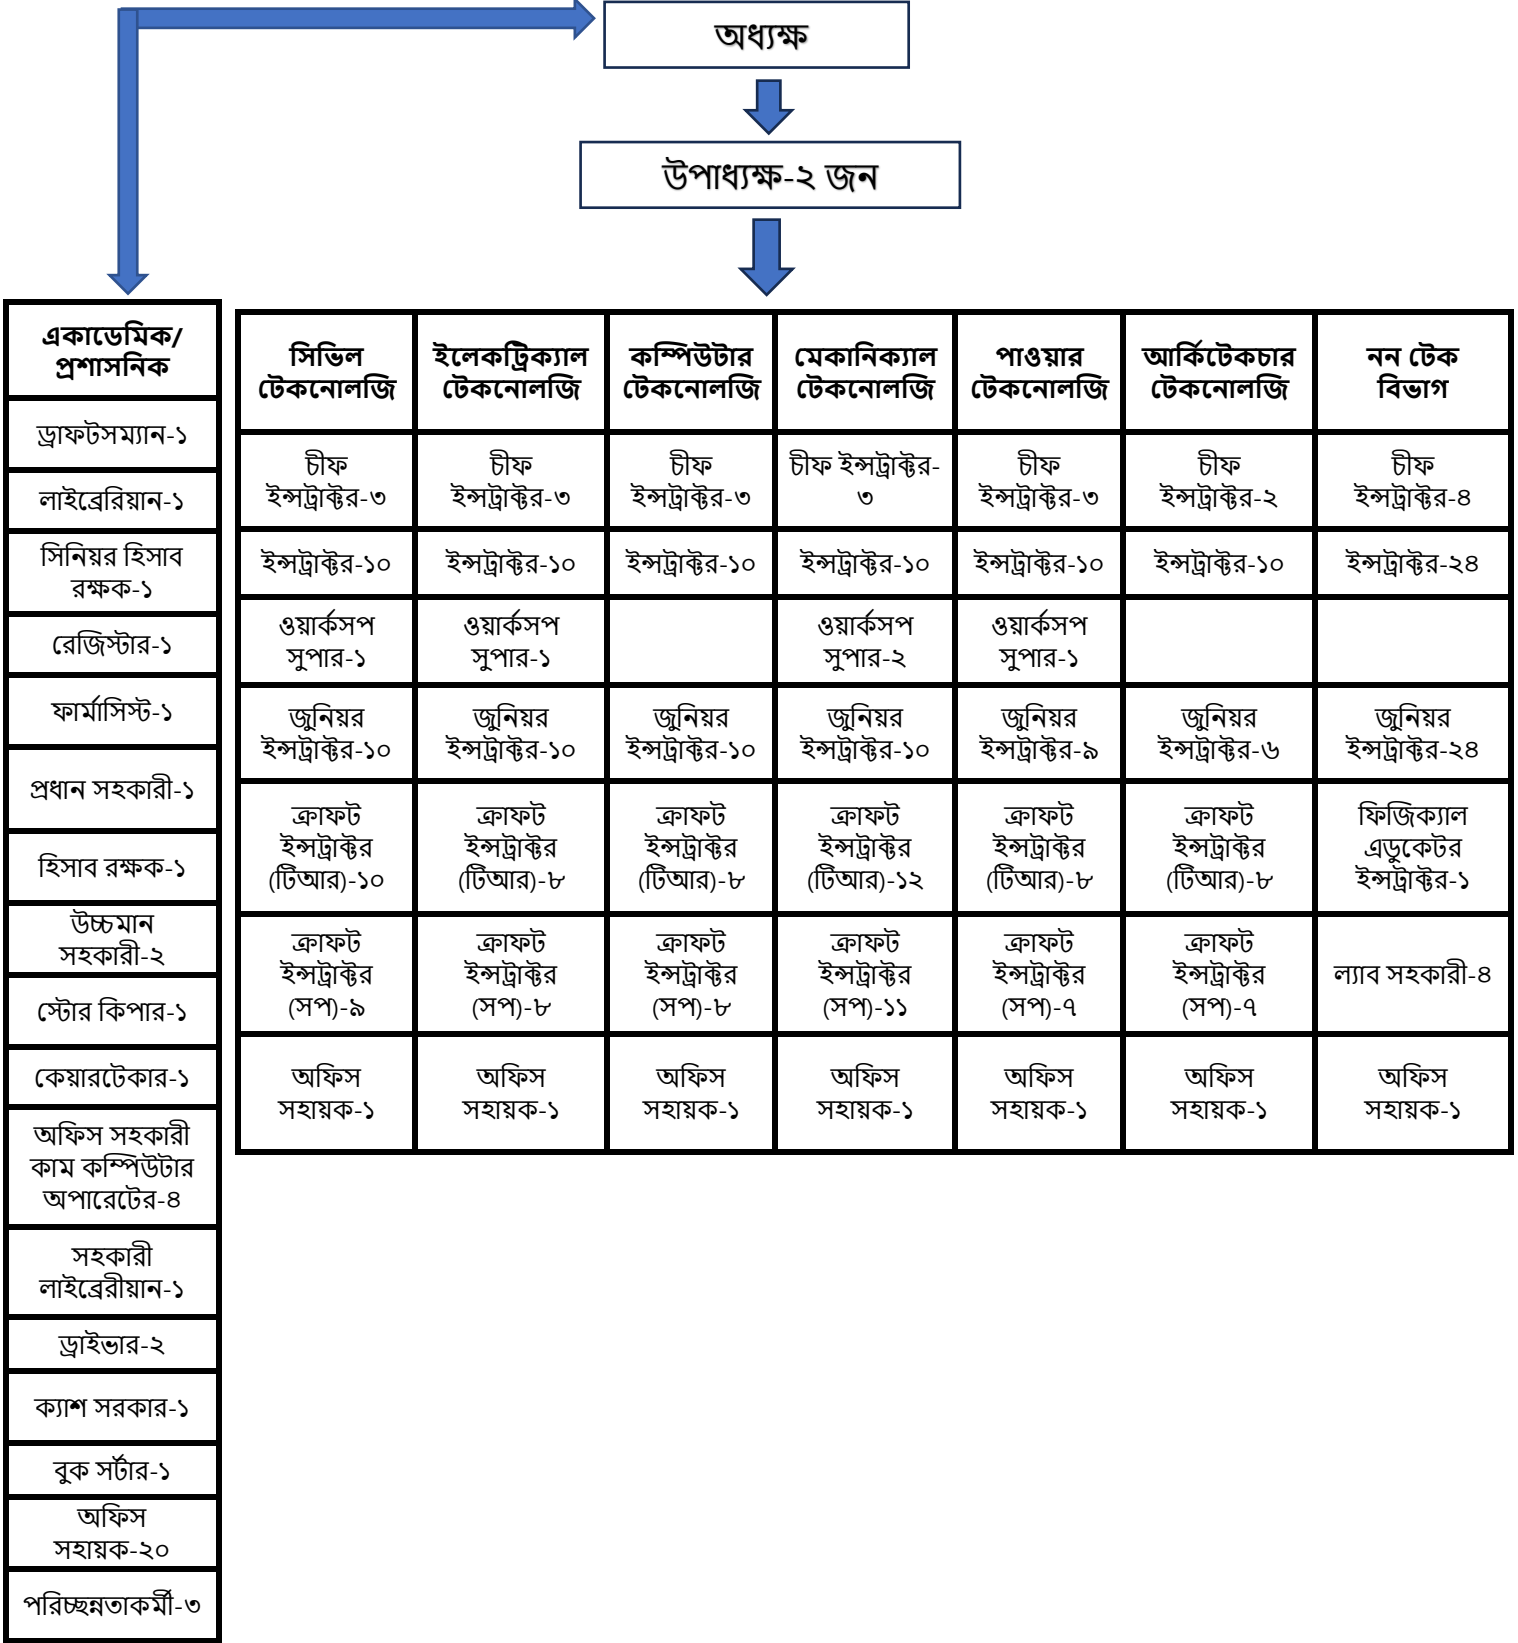 অধ্যক্ষ
উপাধ্যক্ষ-২ জন
একাডেমিক/
প্রশাসনিক
ড্রাফটসম্যান-১
লাইব্রেরিয়ান-১
সিনিয়র হিসাব
রক্ষক-১
রেজিস্টার-১
ফার্মাসিস্ট-১
প্রধান সহকারী-১
হিসাব রক্ষক-১
উচ্চমান
সহকারী-২
স্টোর কিপার-১
কেয়ারটেকার-১
অফিস সহকারী
কাম কম্পিউটার
অপারেটের-৪
সহকারী
লাইব্রেরীয়ান-১
ড্রাইভার-২
ক্যাশ সরকার-১
বুক সর্টার-১
অফিস
সহায়ক-২০
পরিচ্ছন্নতাকর্মী-৩
সিভিল
টেকনোলজি
ইলেকট্রিক্যাল
টেকনোলজি
কম্পিউটার
টেকনোলজি
মেকানিক্যাল
টেকনোলজি
পাওয়ার
টেকনোলজি
আর্কিটেকচার
টেকনোলজি
নন টেক
বিভাগ
চীফ
ইন্সট্রাক্টর-৩
চীফ
ইন্সট্রাক্টর-৩
চীফ
ইন্সট্রাক্টর-৩
চীফ ইন্সট্রাক্টর-
৩
চীফ
ইন্সট্রাক্টর-৩
চীফ
ইন্সট্রাক্টর-২
চীফ
ইন্সট্রাক্টর-৪
ইন্সট্রাক্টর-১০
ইন্সট্রাক্টর-১০
ইন্সট্রাক্টর-১০
ইন্সট্রাক্টর-১০
ইন্সট্রাক্টর-১০
ইন্সট্রাক্টর-১০
ইন্সট্রাক্টর-২৪
ওয়ার্কসপ
সুপার-১
ওয়ার্কসপ
সুপার-১
ওয়ার্কসপ
সুপার-২
ওয়ার্কসপ
সুপার-১
জুনিয়র
ইন্সট্রাক্টর-১০
জুনিয়র
ইন্সট্রাক্টর-১০
জুনিয়র
ইন্সট্রাক্টর-১০
জুনিয়র
ইন্সট্রাক্টর-১০
জুনিয়র
ইন্সট্রাক্টর-৯
জুনিয়র
ইন্সট্রাক্টর-৬
জুনিয়র
ইন্সট্রাক্টর-২৪
ক্রাফট
ইন্সট্রাক্টর
(টিআর)-১০
ক্রাফট
ইন্সট্রাক্টর
(টিআর)-৮
ক্রাফট
ইন্সট্রাক্টর
(টিআর)-৮
ক্রাফট
ইন্সট্রাক্টর
(টিআর)-১২
ক্রাফট
ইন্সট্রাক্টর
(টিআর)-৮
ক্রাফট
ইন্সট্রাক্টর
(টিআর)-৮
ফিজিক্যাল
এডুকেটর
ইন্সট্রাক্টর-১
ক্রাফট
ইন্সট্রাক্টর
(সপ)-৯
ক্রাফট
ইন্সট্রাক্টর
(সপ)-৮
ক্রাফট
ইন্সট্রাক্টর
(সপ)-৮
ক্রাফট
ইন্সট্রাক্টর
(সপ)-১১
ক্রাফট
ইন্সট্রাক্টর
(সপ)-৭
ক্রাফট
ইন্সট্রাক্টর
(সপ)-৭
ল্যাব সহকারী-৪
অফিস
সহায়ক-১
অফিস
সহায়ক-১
অফিস
সহায়ক-১
অফিস
সহায়ক-১
অফিস
সহায়ক-১
অফিস
সহায়ক-১
অফিস
সহায়ক-১